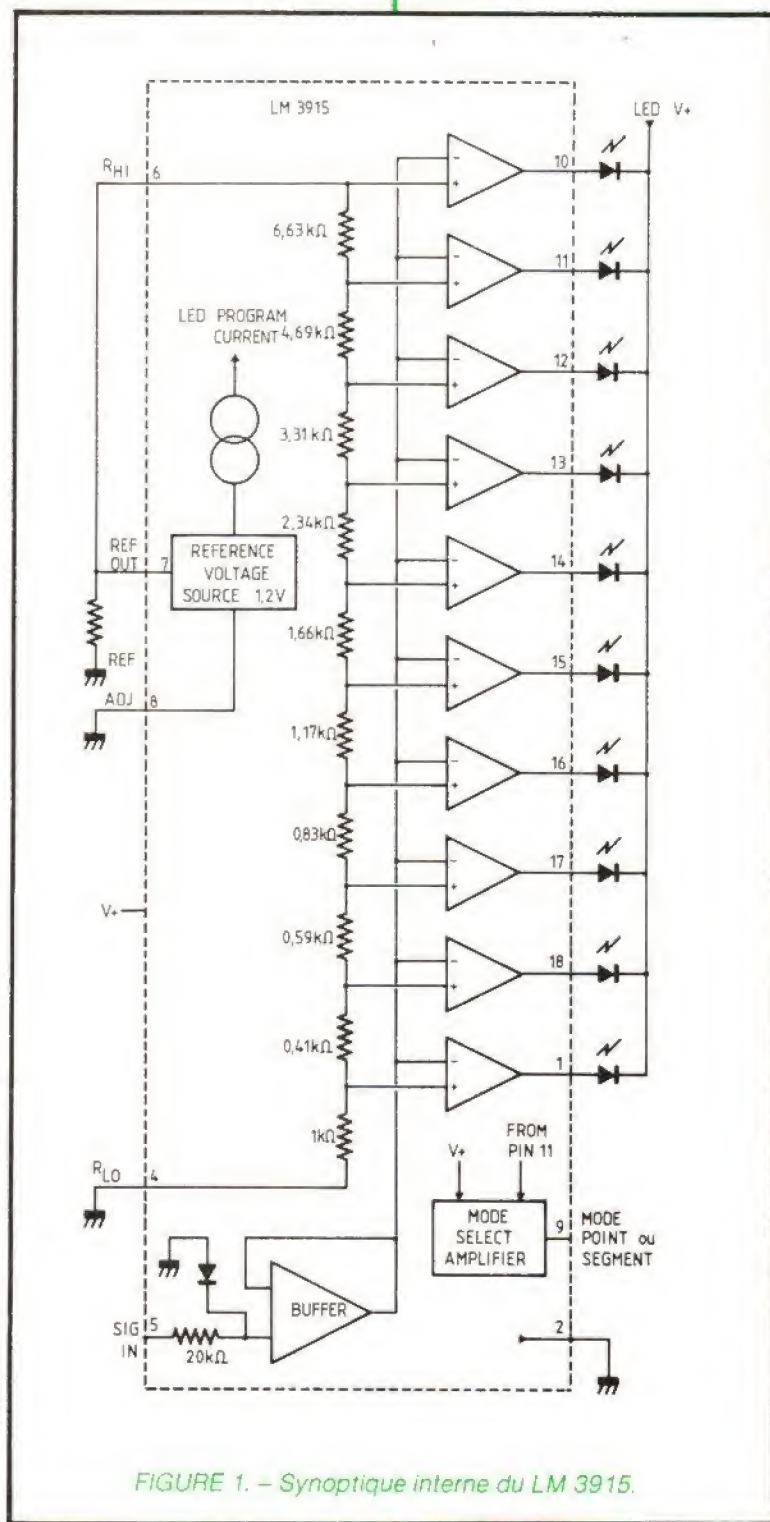 LM 3915
LED V+
RHI
6
10
6,63kΩ
11
LED PROGRAM
CURRENT
4,69kΩ
12
3,31kΩ
13
2,34kΩ
REF
OUT
7
REFERENCE
VOLTAGE
SOURCE 1,2V
14
1,66kΩ
REF
15
ADJ
8
1,17kΩ
16
0,83kΩ
17
V+
0,59kΩ
18
0,41kΩ
1
1kΩ
V+
FROM
PIN 11
RLO
4
MODE
SELECT
AMPLIFIER
9
MODE
POINT ou
SEGMENT
BUFFER
SIG
IN
5
20kΩ
2
FIGURE 1. – Synoptique interne du LM 3915.